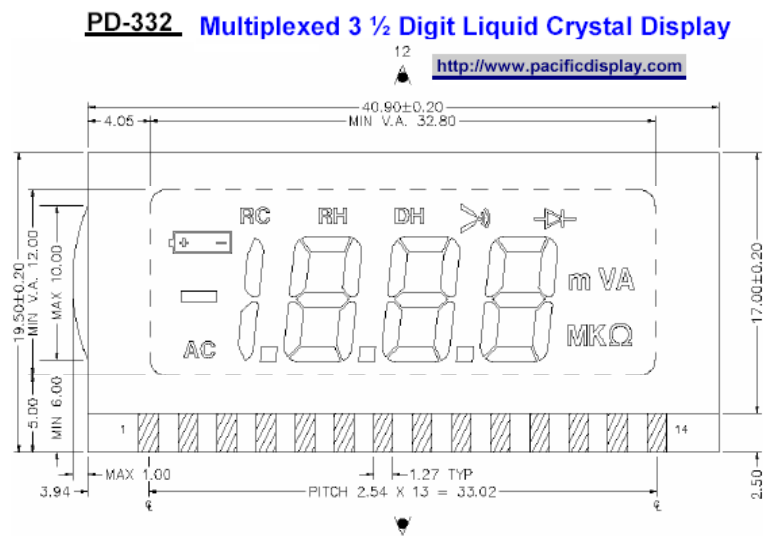 PD-332 Multiplexed 3 ½ Digit Liquid Crystal Display
12
http://www.pacificdisplay.com
40.90±0.20
4.05
MIN V.A. 32.80
RC RH DH
+ −
m VA
AC
MKΩ
19.50±0.20
MIN V.A. 12.00
MAX 10.00
17.00±0.20
5.00
MIN 6.00
1
14
MAX 1.00
1.27 TYP
3.94
PITCH 2.54 X 13 = 33.02
2.50